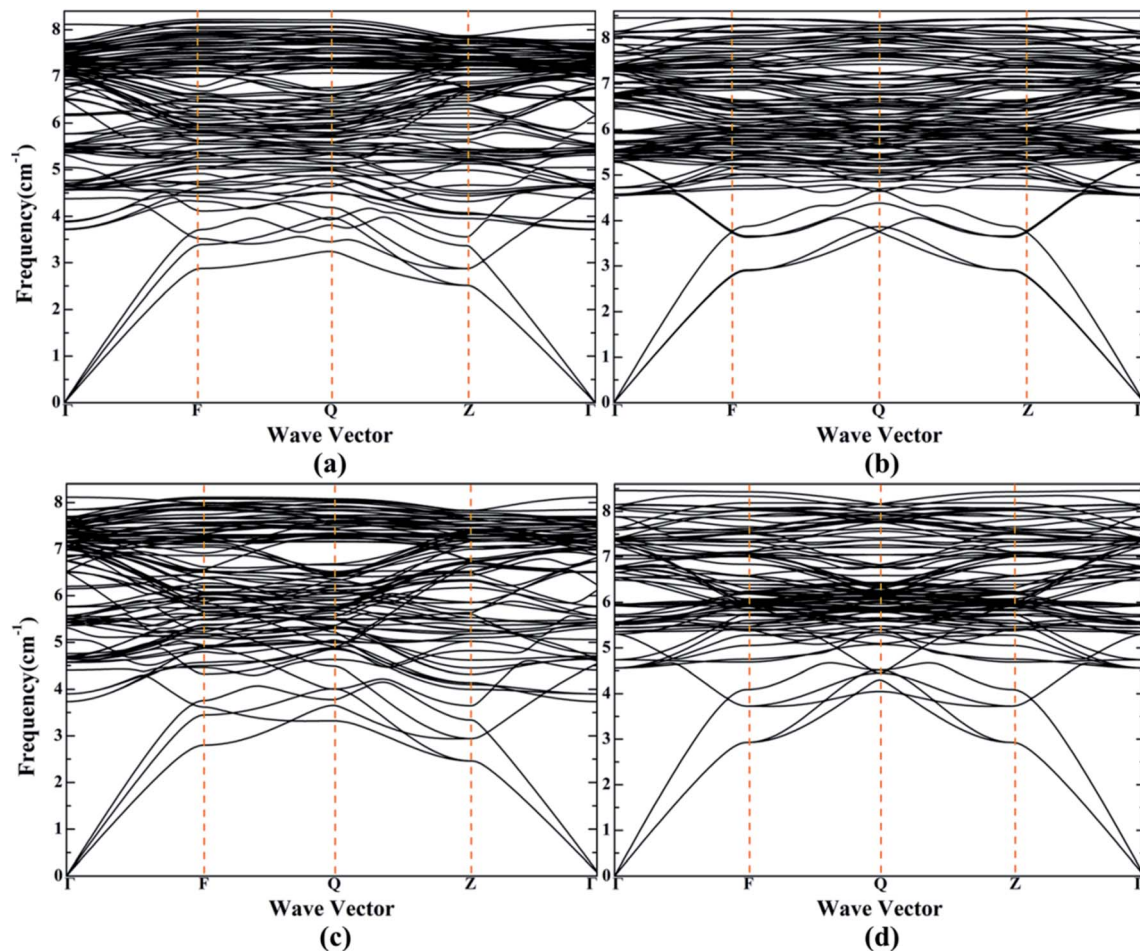 8
7
6
5
4
3
2
1
0
Frequency(cm⁻¹)
Γ F Q Z Γ
Wave Vector
(a)
8
7
6
5
4
3
2
1
0
Γ F Q Z Γ
Wave Vector
(b)
8
7
6
5
4
3
2
1
0
Frequency(cm⁻¹)
Γ F Q Z Γ
Wave Vector
(c)
8
7
6
5
4
3
2
1
0
Γ F Q Z Γ
Wave Vector
(d)